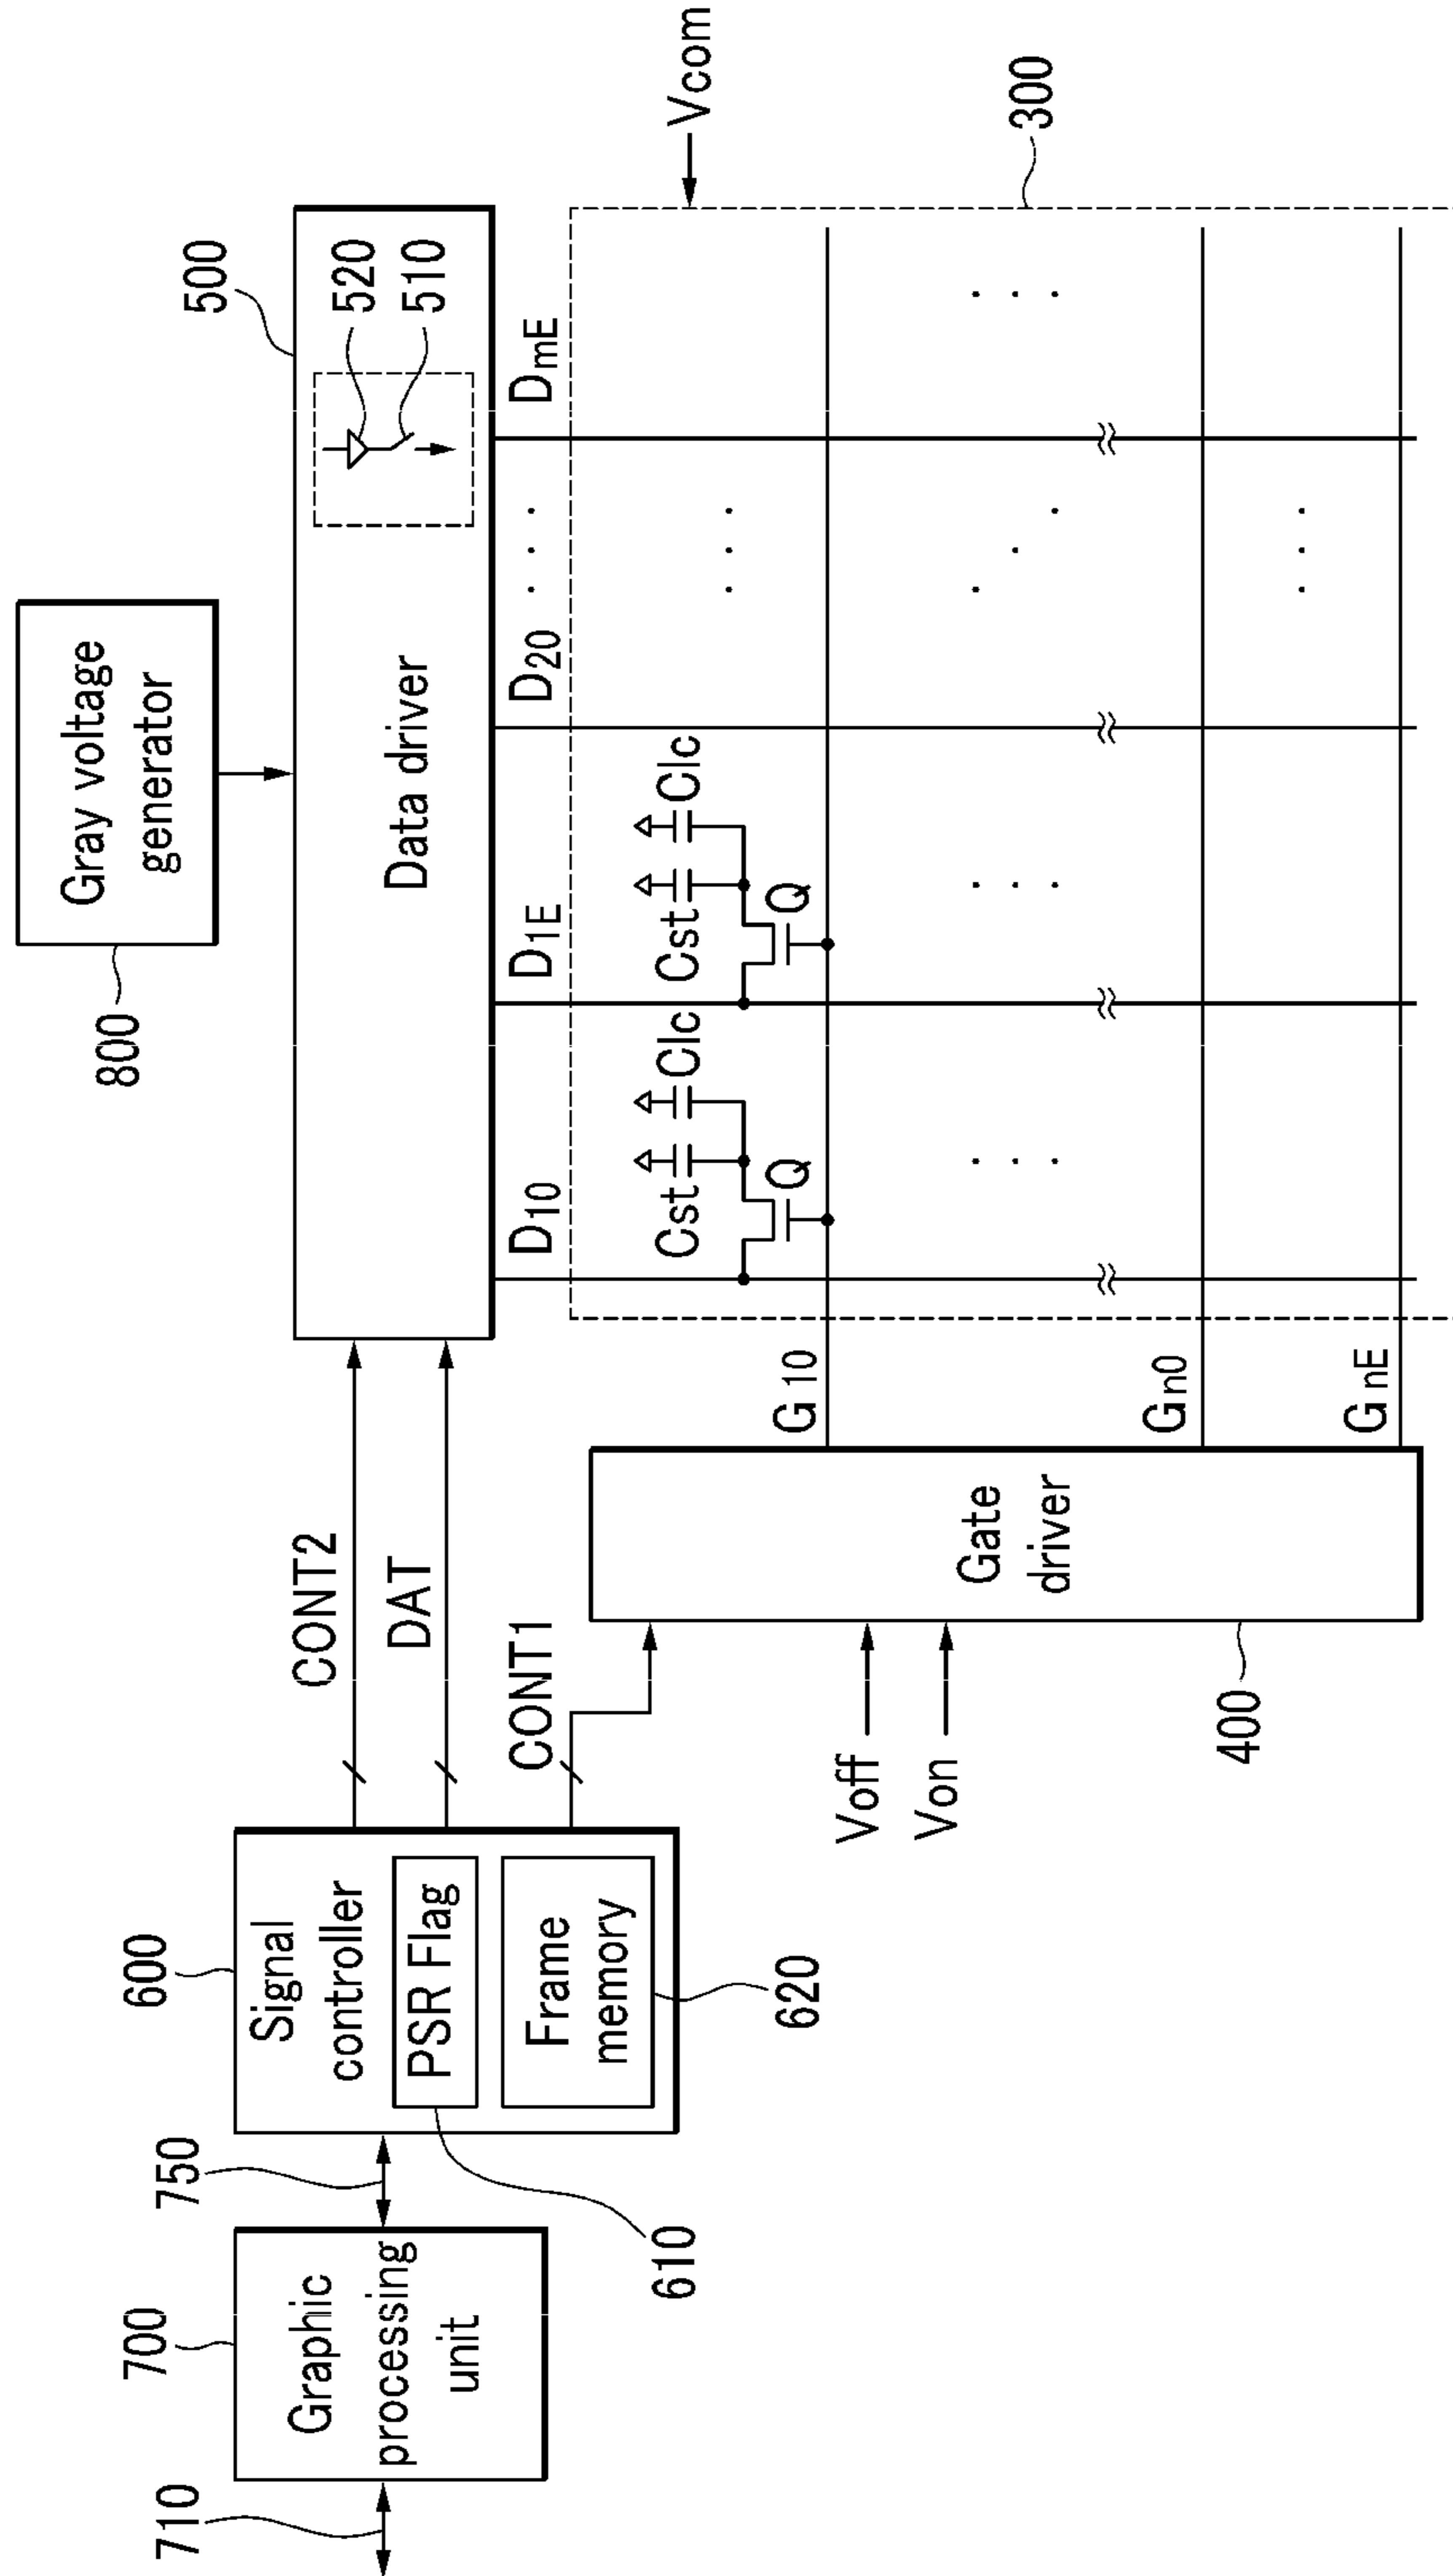 800
Gray voltage
generator
500
520
510
Data driver
710
700
Graphic
processing
unit
750
600
Signal
controller
PSR Flag
Frame
memory
610
620
CONT2
DAT
CONT1
Voff
Von
Gate
driver
400
D10
D1E
D20
DmE
Vcom
300
Cst
Clc
Q
Cst
Clc
Q
G10
Gn0
GnE